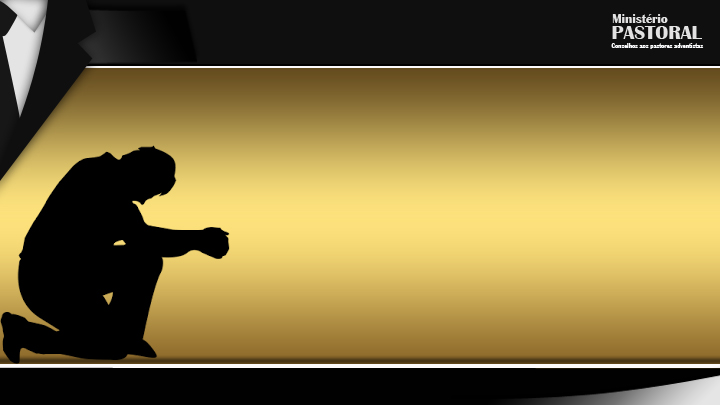 Ministério
PASTORAL
Conselhos aos pastores adventistas